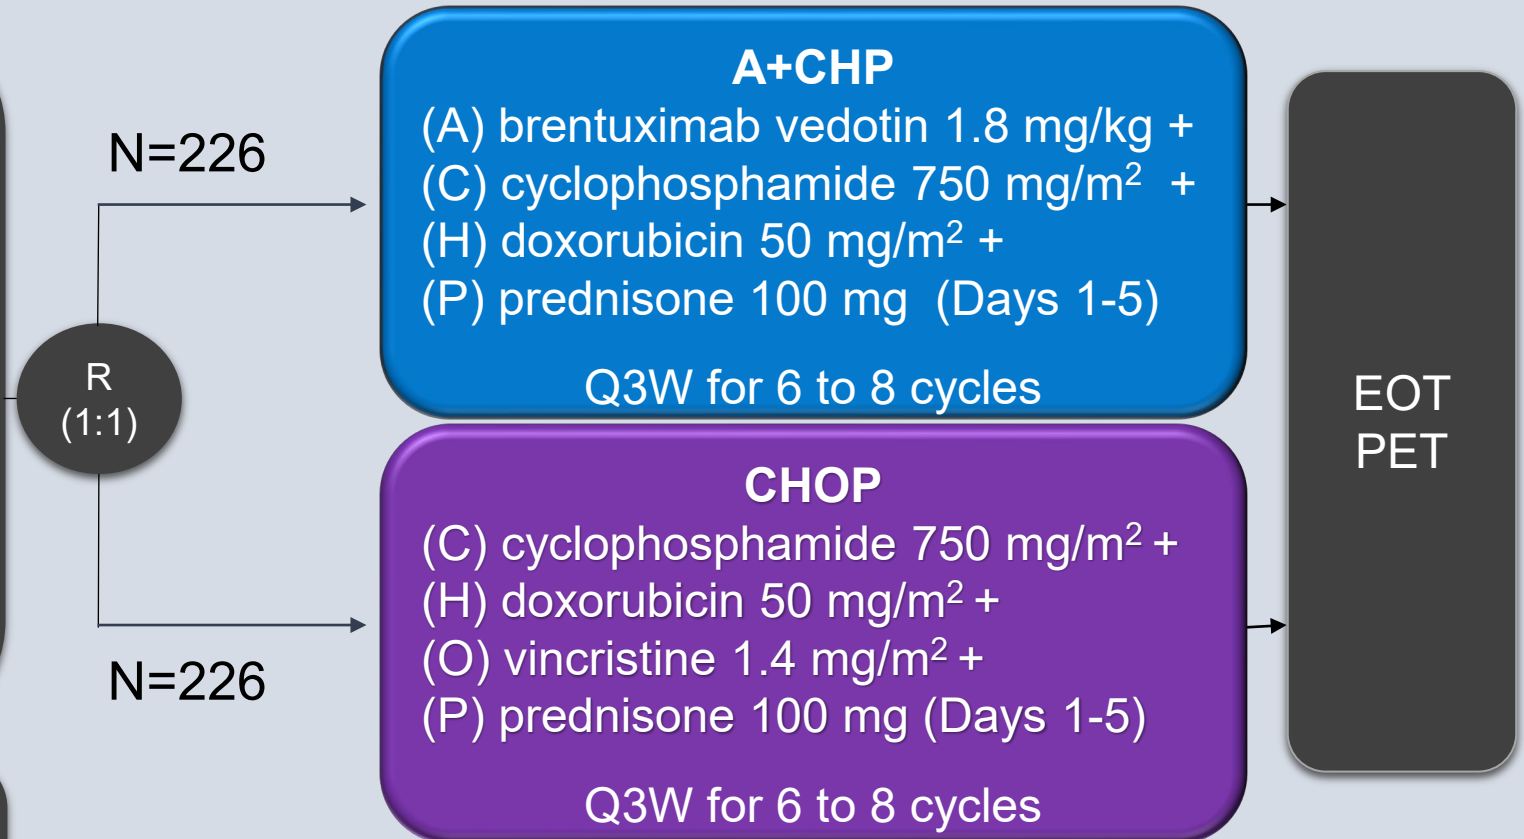 R
(1:1)
N=226
A+CHP
(A) brentuximab vedotin 1.8 mg/kg +
(C) cyclophosphamide 750 mg/m² +
(H) doxorubicin 50 mg/m² +
(P) prednisone 100 mg (Days 1-5)
Q3W for 6 to 8 cycles
N=226
CHOP
(C) cyclophosphamide 750 mg/m² +
(H) doxorubicin 50 mg/m² +
(O) vincristine 1.4 mg/m² +
(P) prednisone 100 mg (Days 1-5)
Q3W for 6 to 8 cycles
EOT
PET